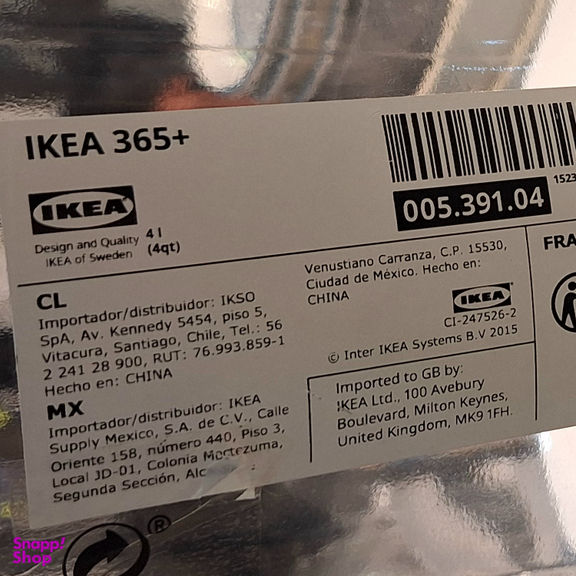 IKEA 365+
IKEA
Design and Quality
IKEA of Sweden
4 l
(4qt)
1523
005.391.04
CL
Importador/distribuidor: IKSO
SpA, Av. Kennedy 5454, piso 5,
Vitacura, Santiago, Chile, Tel.: 56
2 241 28 900, RUT: 76.993.859-1
Hecho en: CHINA
MX
Importador/distribuidor: IKEA
Supply Mexico, S.A. de C.V., Calle
Oriente 158, número 440, Piso 3,
Local JD-01, Colonia Moctezuma,
Segunda Sección, Alc
Venustiano Carranza, C.P. 15530,
Ciudad de México. Hecho en:
CHINA
IKEA
CI-247526-2
© Inter IKEA Systems B.V 2015
Imported to GB by:
IKEA Ltd., 100 Avebury
Boulevard, Milton Keynes,
United Kingdom, MK9 1FH.
FRA
®
Snapp!
Shop